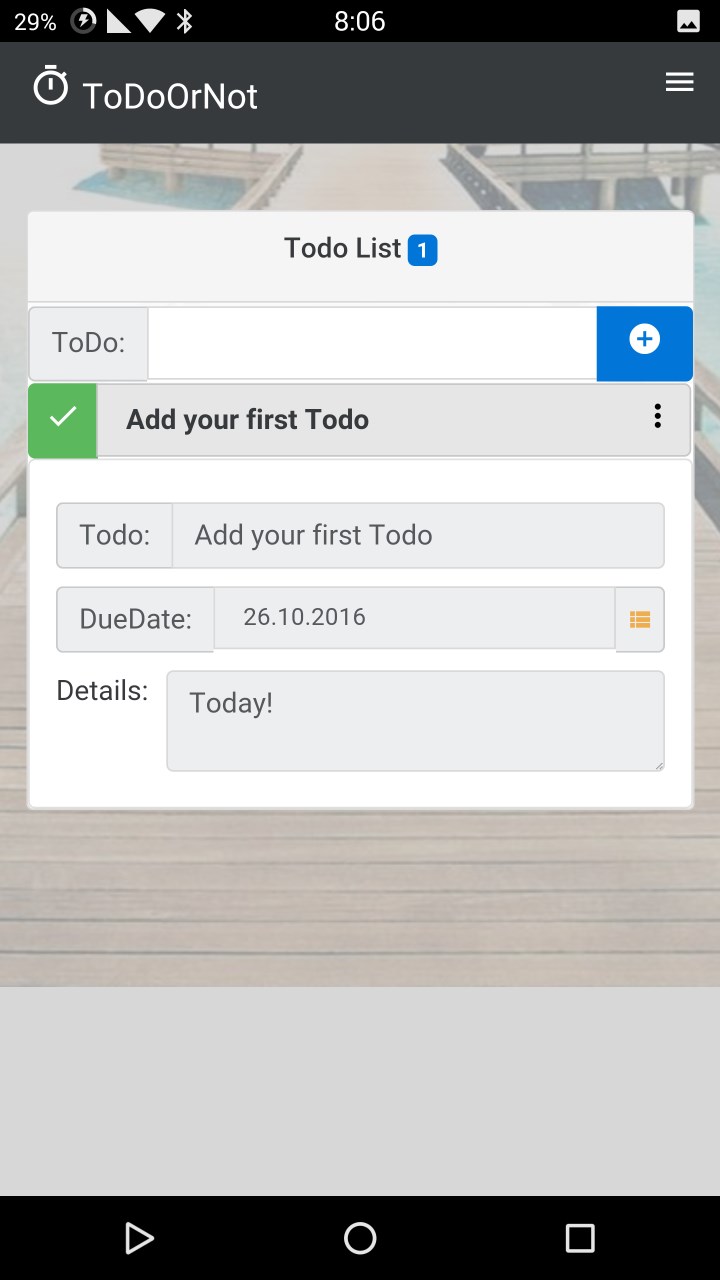 29% 8:06
ToDoOrNot
Todo List 1
ToDo:
Add your first Todo
Todo: Add your first Todo
DueDate: 26.10.2016
Details: Today!